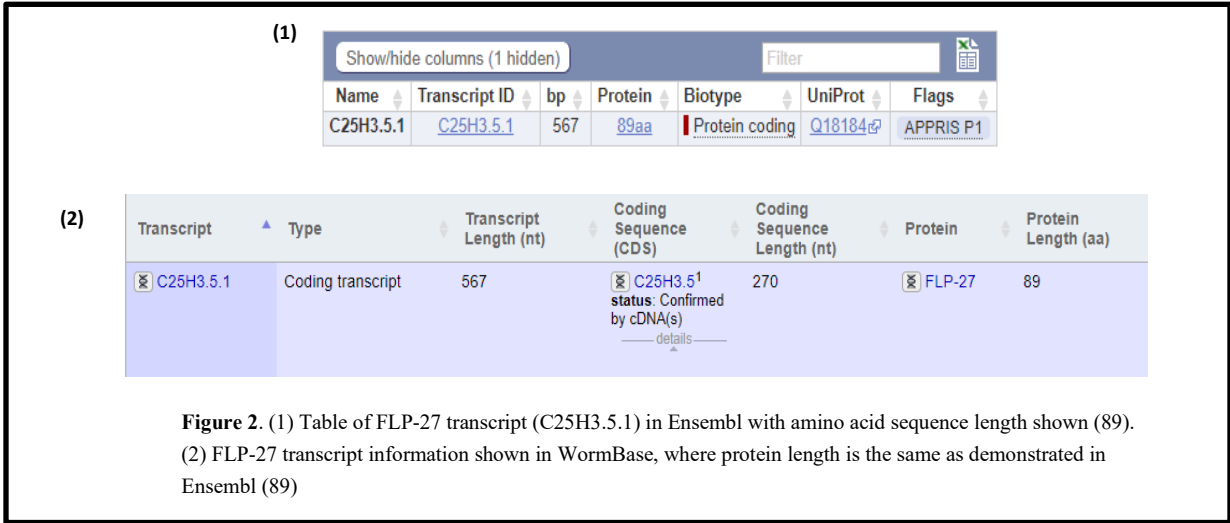 (1)
Show/hide columns (1 hidden) Filter
Name Transcript ID bp Protein Biotype UniProt Flags
C25H3.5.1 C25H3.5.1 567 89aa Protein coding Q18184 APPRIS P1
(2)
Transcript Type Transcript Length (nt) Coding Sequence (CDS) Coding Sequence Length (nt) Protein Protein Length (aa)
C25H3.5.1 Coding transcript 567 C25H3.5¹ 270 FLP-27 89
status: Confirmed
by cDNA(s)
details
Figure 2. (1) Table of FLP-27 transcript (C25H3.5.1) in Ensembl with amino acid sequence length shown (89).
(2) FLP-27 transcript information shown in WormBase, where protein length is the same as demonstrated in
Ensembl (89)